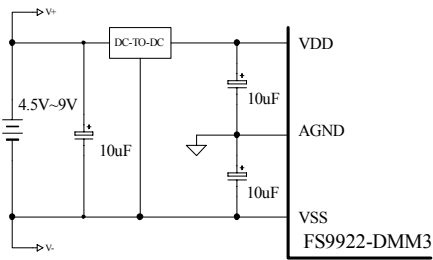 V+
DC-TO-DC
VDD
4.5V~9V
+
10uF
+
10uF
AGND
+
10uF
VSS
V-
FS9922-DMM3